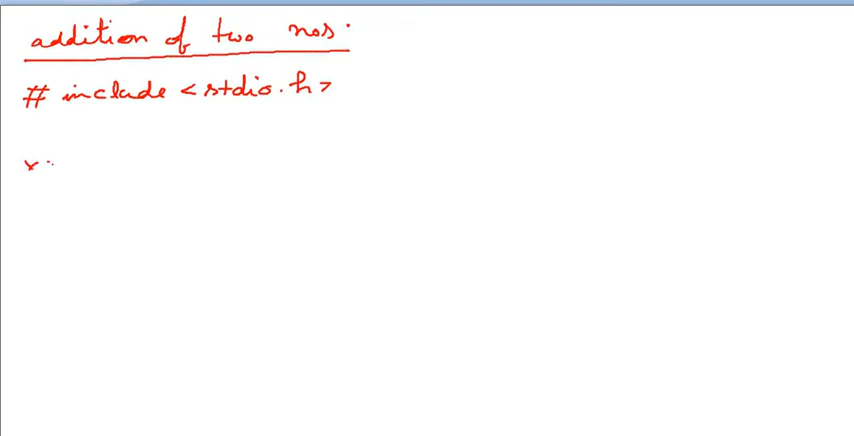 addition of two nos.
# include <stdio.h>